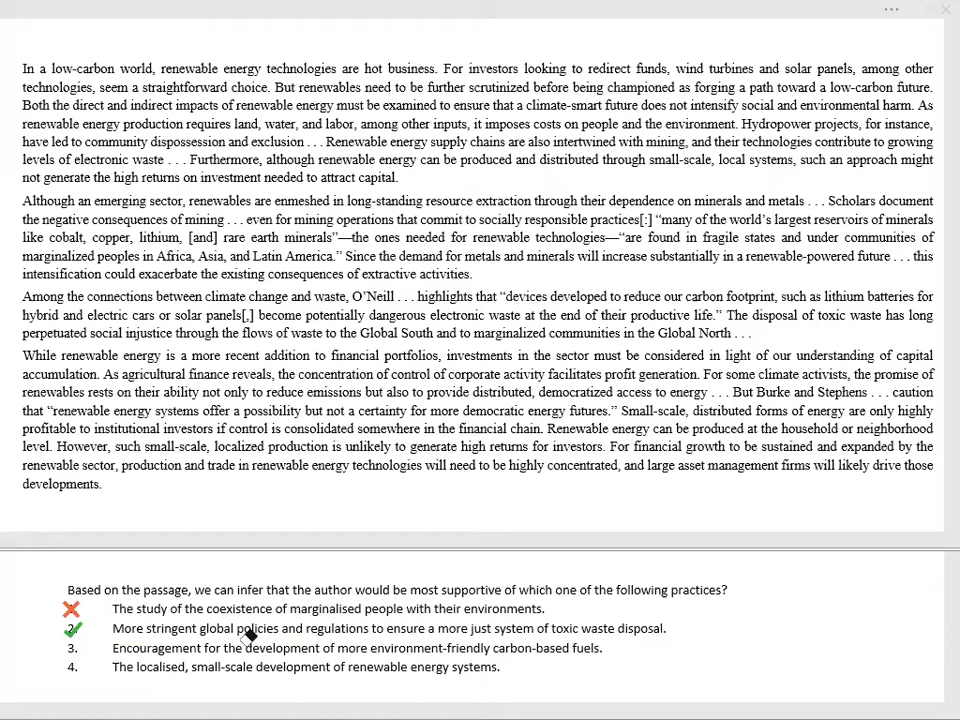 In a low-carbon world, renewable energy technologies are hot business. For investors looking to redirect funds, wind turbines and solar panels, among other
technologies, seem a straightforward choice. But renewables need to be further scrutinized before being championed as forging a path toward a low-carbon future.
Both the direct and indirect impacts of renewable energy must be examined to ensure that a climate-smart future does not intensify social and environmental harm. As
renewable energy production requires land, water, and labor, among other inputs, it imposes costs on people and the environment. Hydropower projects, for instance,
have led to community dispossession and exclusion . . . Renewable energy supply chains are also intertwined with mining, and their technologies contribute to growing
levels of electronic waste . . . Furthermore, although renewable energy can be produced and distributed through small-scale, local systems, such an approach might
not generate the high returns on investment needed to attract capital.
Although an emerging sector, renewables are enmeshed in long-standing resource extraction through their dependence on minerals and metals . . . Scholars document
the negative consequences of mining . . . even for mining operations that commit to socially responsible practices[:] “many of the world’s largest reservoirs of minerals
like cobalt, copper, lithium, [and] rare earth minerals”—the ones needed for renewable technologies—“are found in fragile states and under communities of
marginalized peoples in Africa, Asia, and Latin America.” Since the demand for metals and minerals will increase substantially in a renewable-powered future . . . this
intensification could exacerbate the existing consequences of extractive activities.
Among the connections between climate change and waste, O’Neill . . . highlights that “devices developed to reduce our carbon footprint, such as lithium batteries for
hybrid and electric cars or solar panels[,] become potentially dangerous electronic waste at the end of their productive life.” The disposal of toxic waste has long
perpetuated social injustice through the flows of waste to the Global South and to marginalized communities in the Global North . . .
While renewable energy is a more recent addition to financial portfolios, investments in the sector must be considered in light of our understanding of capital
accumulation. As agricultural finance reveals, the concentration of control of corporate activity facilitates profit generation. For some climate activists, the promise of
renewables rests on their ability not only to reduce emissions but also to provide distributed, democratized access to energy . . . But Burke and Stephens . . . caution
that “renewable energy systems offer a possibility but not a certainty for more democratic energy futures.” Small-scale, distributed forms of energy are only highly
profitable to institutional investors if control is consolidated somewhere in the financial chain. Renewable energy can be produced at the household or neighborhood
level. However, such small-scale, localized production is unlikely to generate high returns for investors. For financial growth to be sustained and expanded by the
renewable sector, production and trade in renewable energy technologies will need to be highly concentrated, and large asset management firms will likely drive those
developments.
Based on the passage, we can infer that the author would be most supportive of which one of the following practices?
The study of the coexistence of marginalised people with their environments.
2. More stringent global policies and regulations to ensure a more just system of toxic waste disposal.
3. Encouragement for the development of more environment-friendly carbon-based fuels.
4. The localised, small-scale development of renewable energy systems.